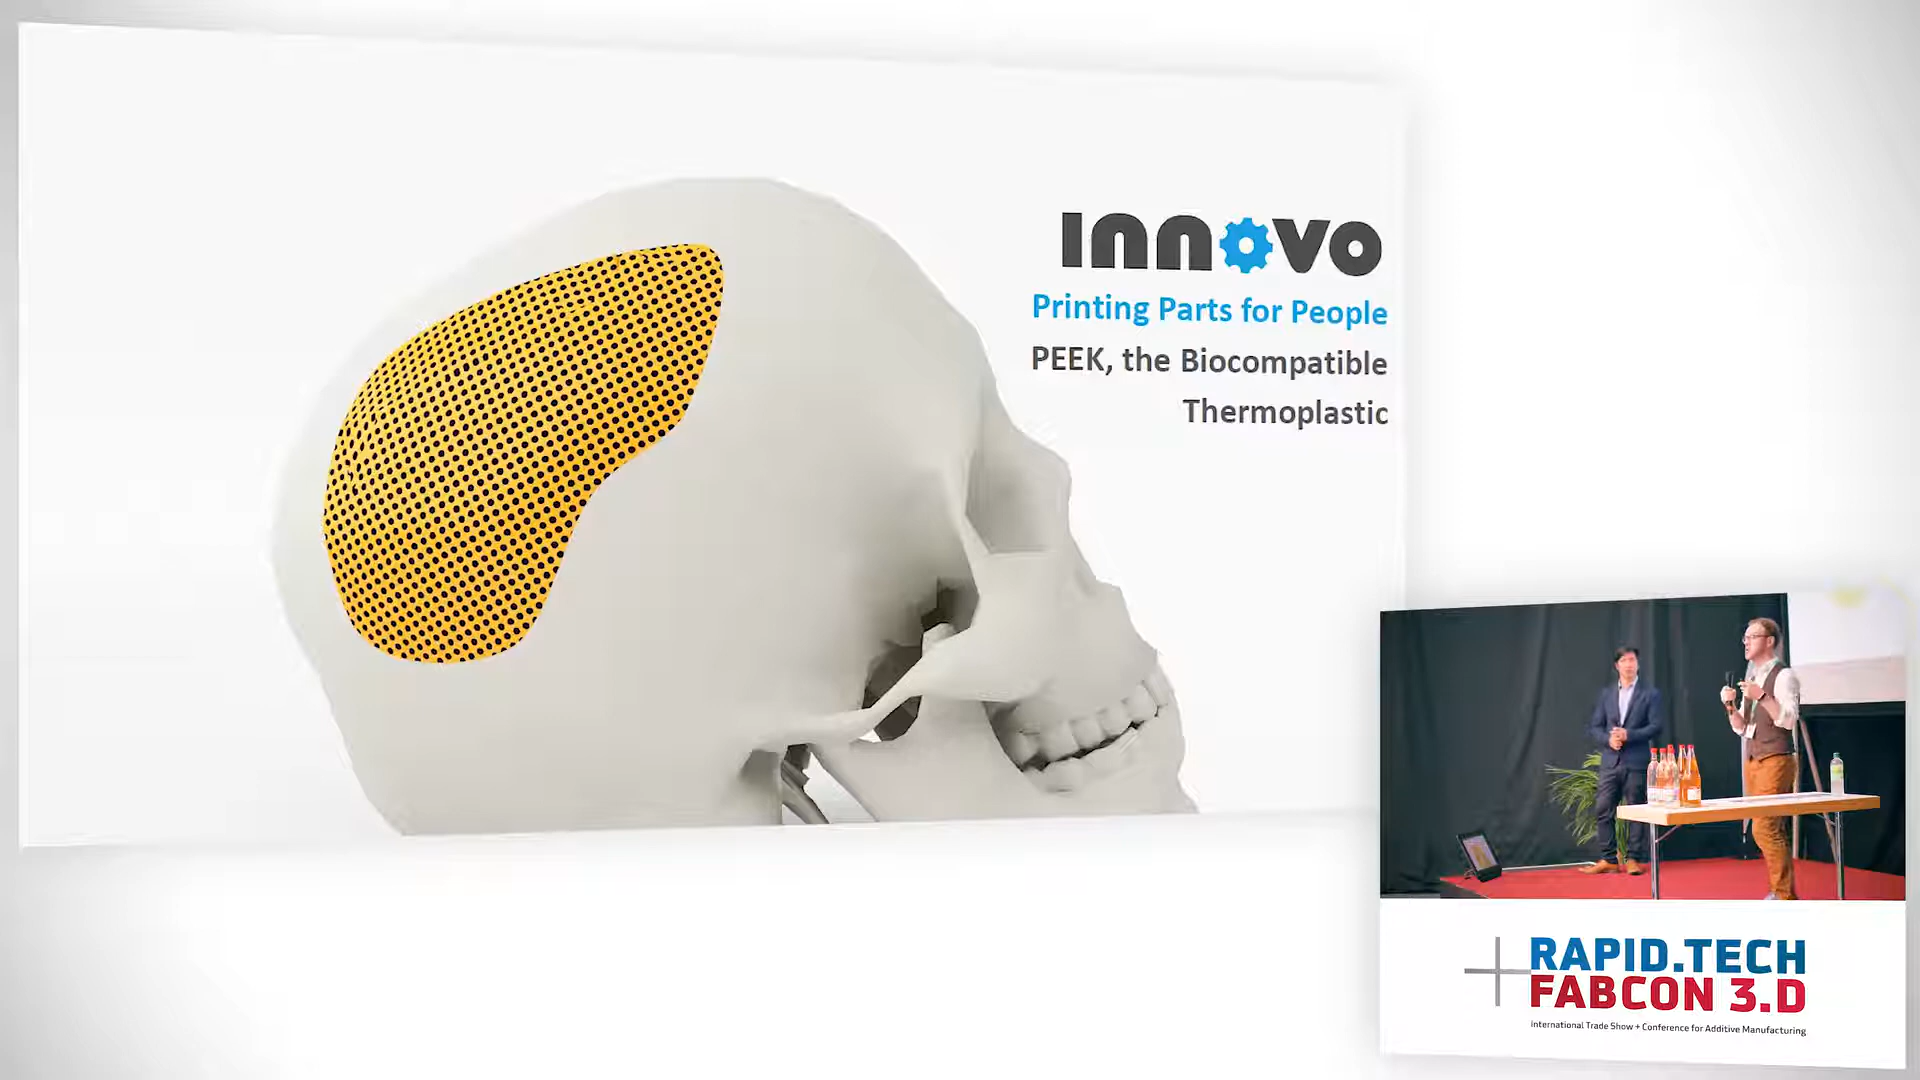 INNOVO
Printing Parts for People
PEEK, the Biocompatible
Thermoplastic
RAPID.TECH
FABCON 3.D
International Trade Show + Conference for Additive Manufacturing